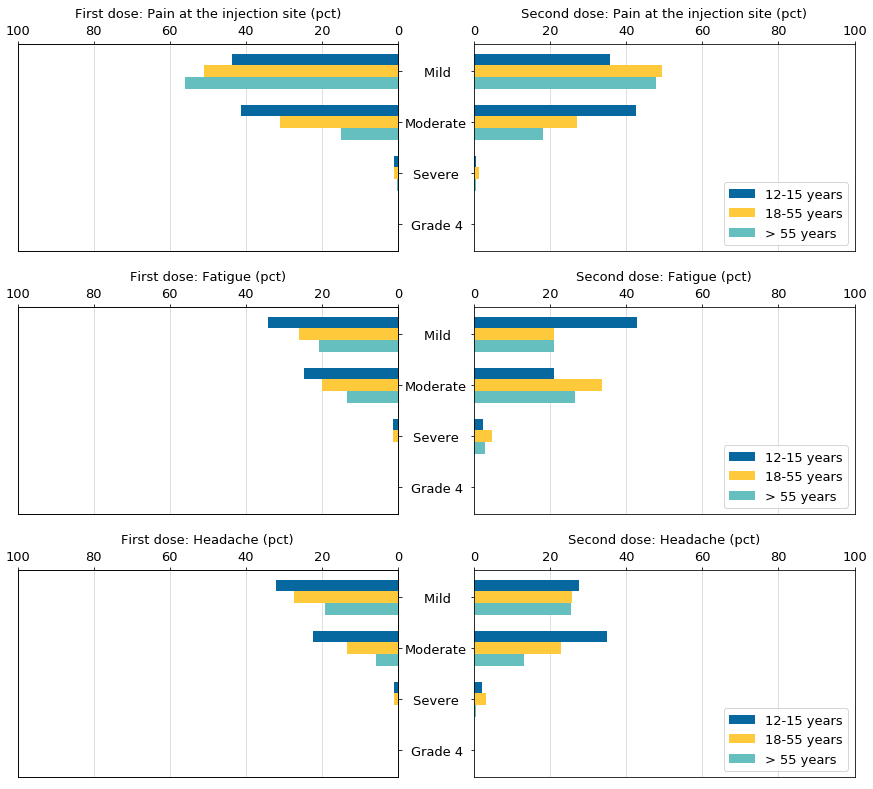 First dose: Pain at the injection site (pct)
Second dose: Pain at the injection site (pct)
100 80 60 40 20 0
0 20 40 60 80 100
Mild
Moderate
Severe
Grade 4
12-15 years
18-55 years
> 55 years
First dose: Fatigue (pct)
Second dose: Fatigue (pct)
100 80 60 40 20 0
0 20 40 60 80 100
Mild
Moderate
Severe
Grade 4
12-15 years
18-55 years
> 55 years
First dose: Headache (pct)
Second dose: Headache (pct)
100 80 60 40 20 0
0 20 40 60 80 100
Mild
Moderate
Severe
Grade 4
12-15 years
18-55 years
> 55 years